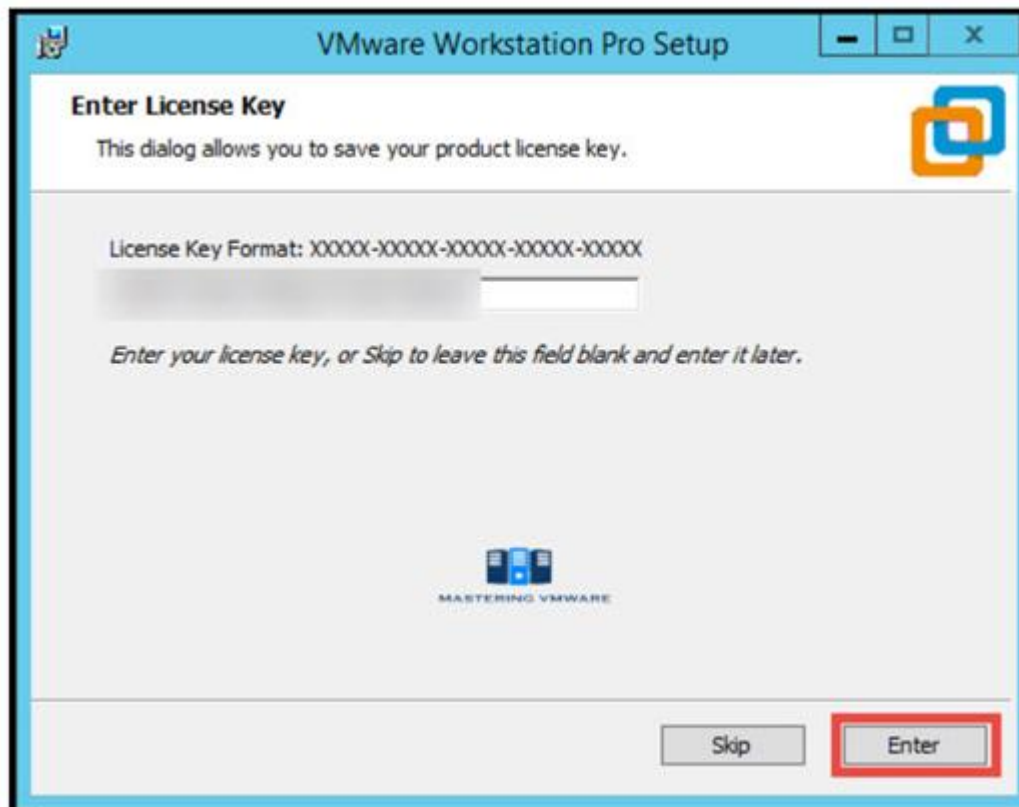 VMware Workstation Pro Setup
Enter License Key
This dialog allows you to save your product license key.
License Key Format: XXXXX-XXXXX-XXXXX-XXXXX-XXXXX
Enter your license key, or Skip to leave this field blank and enter it later.
MASTERING VMWARE
Skip
Enter